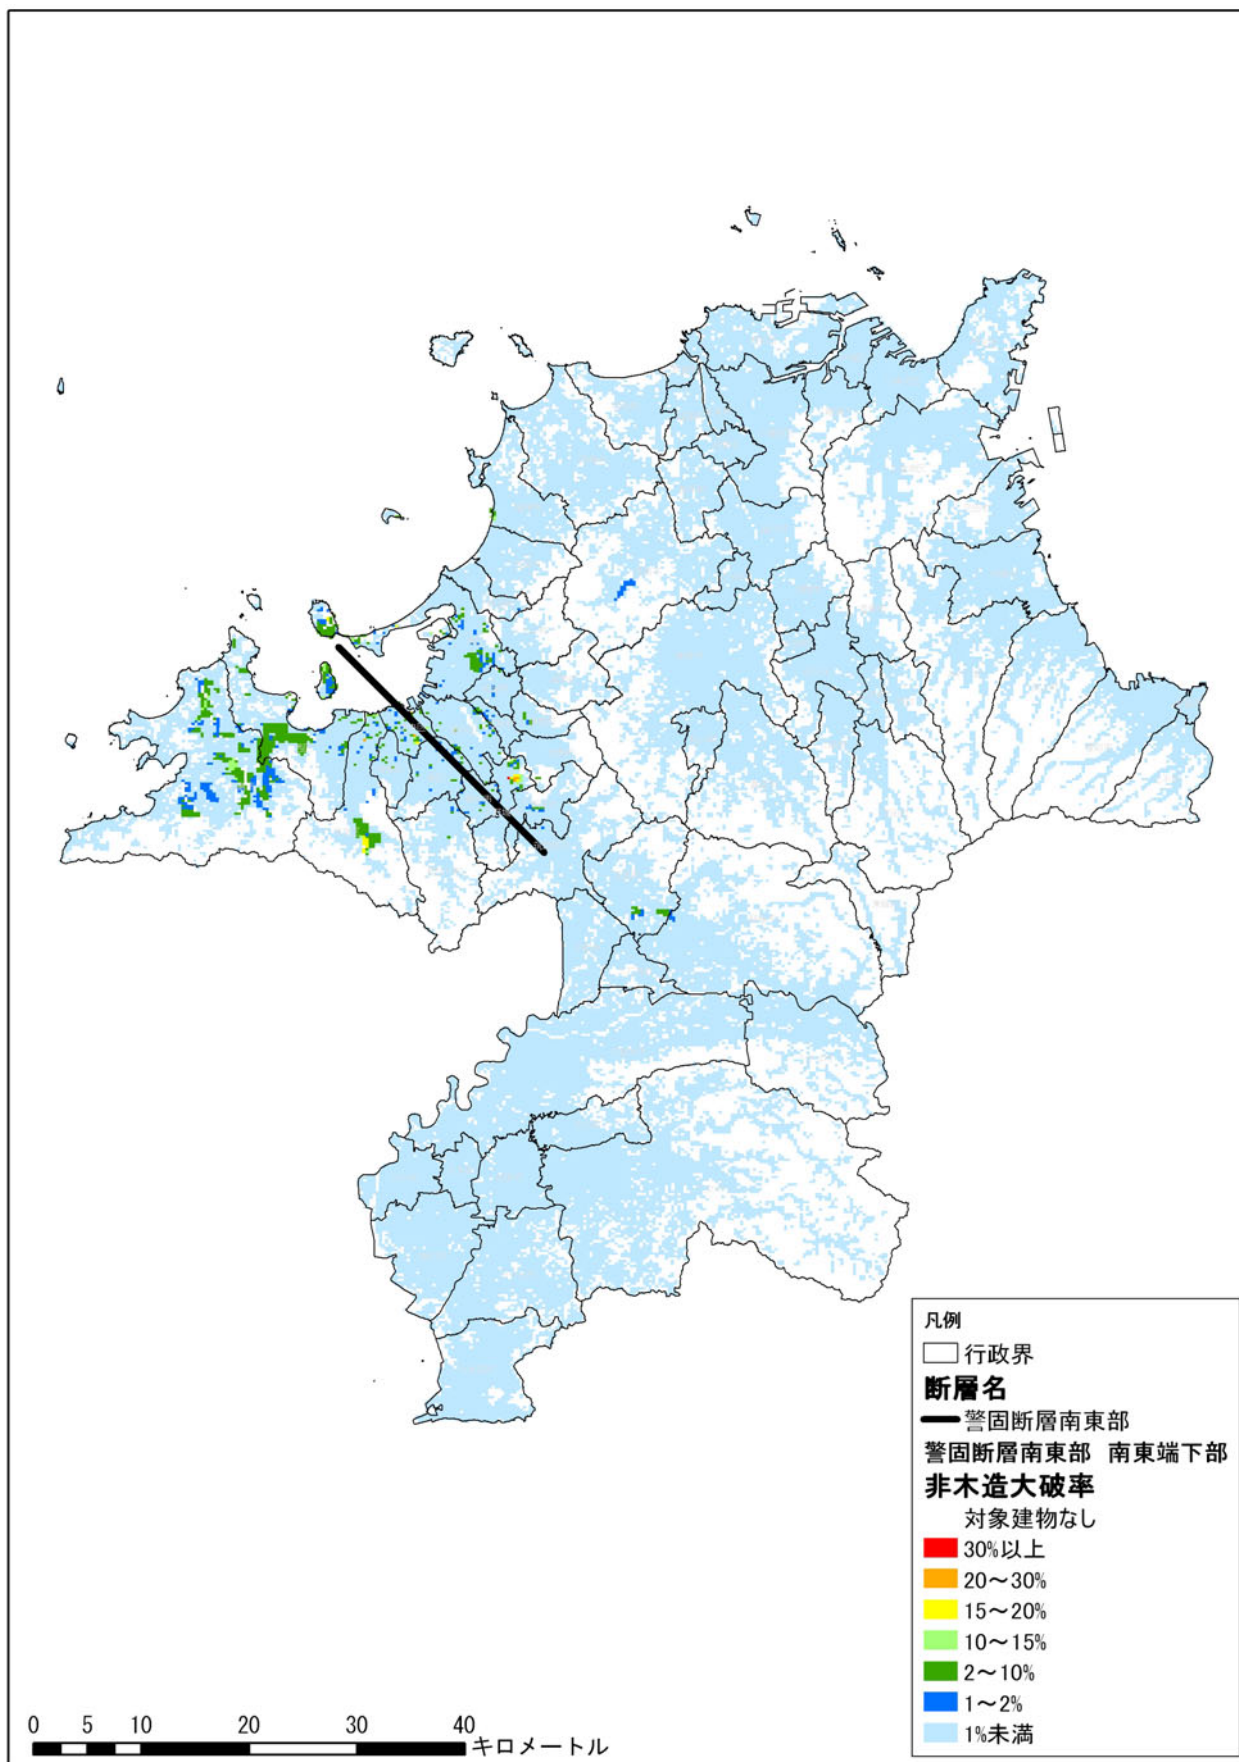 凡例
行政界
断層名
警固断層南東部
警固断層南東部 南東端下部
非木造大破率
対象建物なし
30%以上
20～30%
15～20%
10～15%
2～10%
1～2%
1%未満
0 5 10 20 30 40
キロメートル